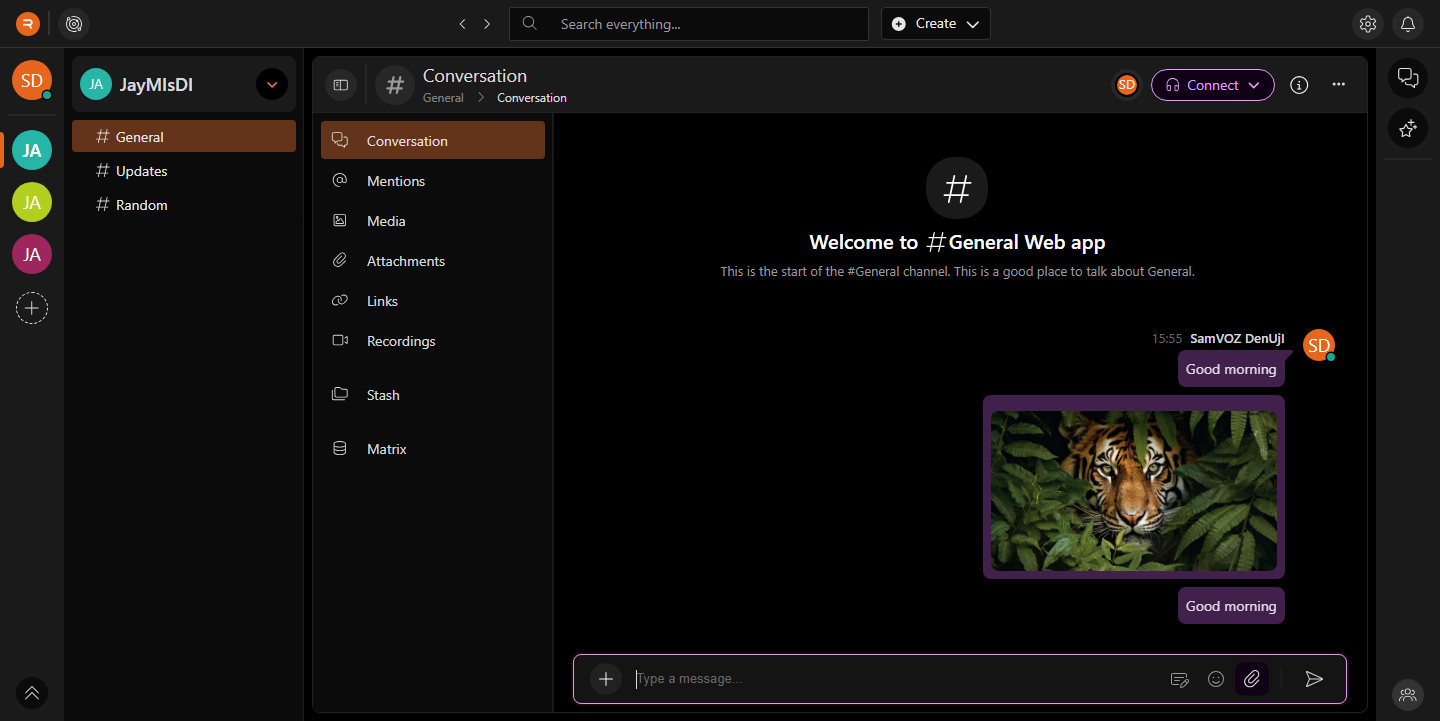 Search everything...
Create
SD
JA
JA
JA
JA
JayMIsDI
General
Updates
Random
Conversation
General
Conversation
SD
Connect
Conversation
Mentions
Media
Attachments
Links
Recordings
Stash
Matrix
#
Welcome to #General Web app
This is the start of the #General channel. This is a good place to talk about General.
15:55 SamVOZ DenUjI
SD
Good morning
Good morning
Type a message...